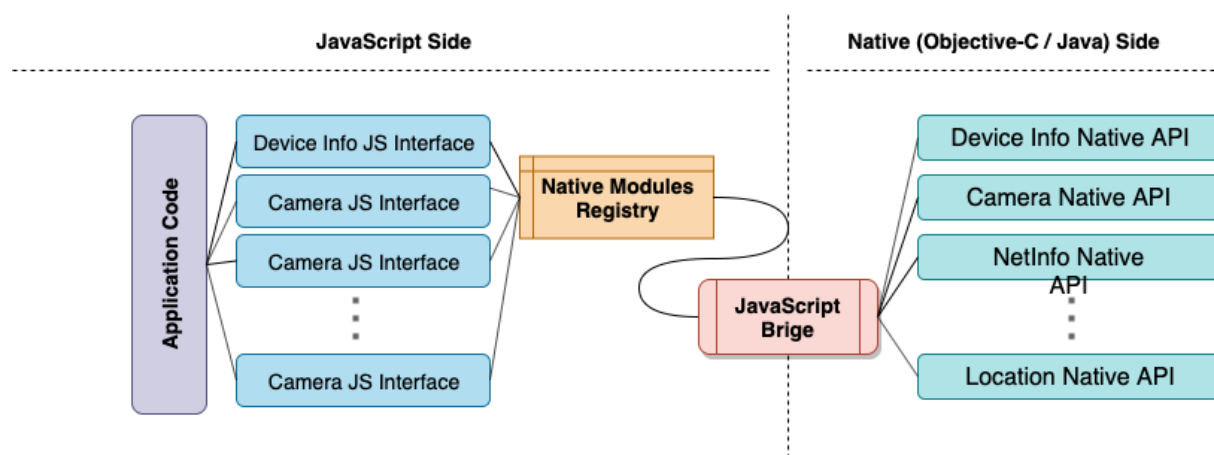 JavaScript Side
Native (Objective-C / Java) Side
Application Code
Device Info JS Interface
Camera JS Interface
Camera JS Interface
Camera JS Interface
Native Modules
Registry
JavaScript
Brige
Device Info Native API
Camera Native API
NetInfo Native
API
Location Native API